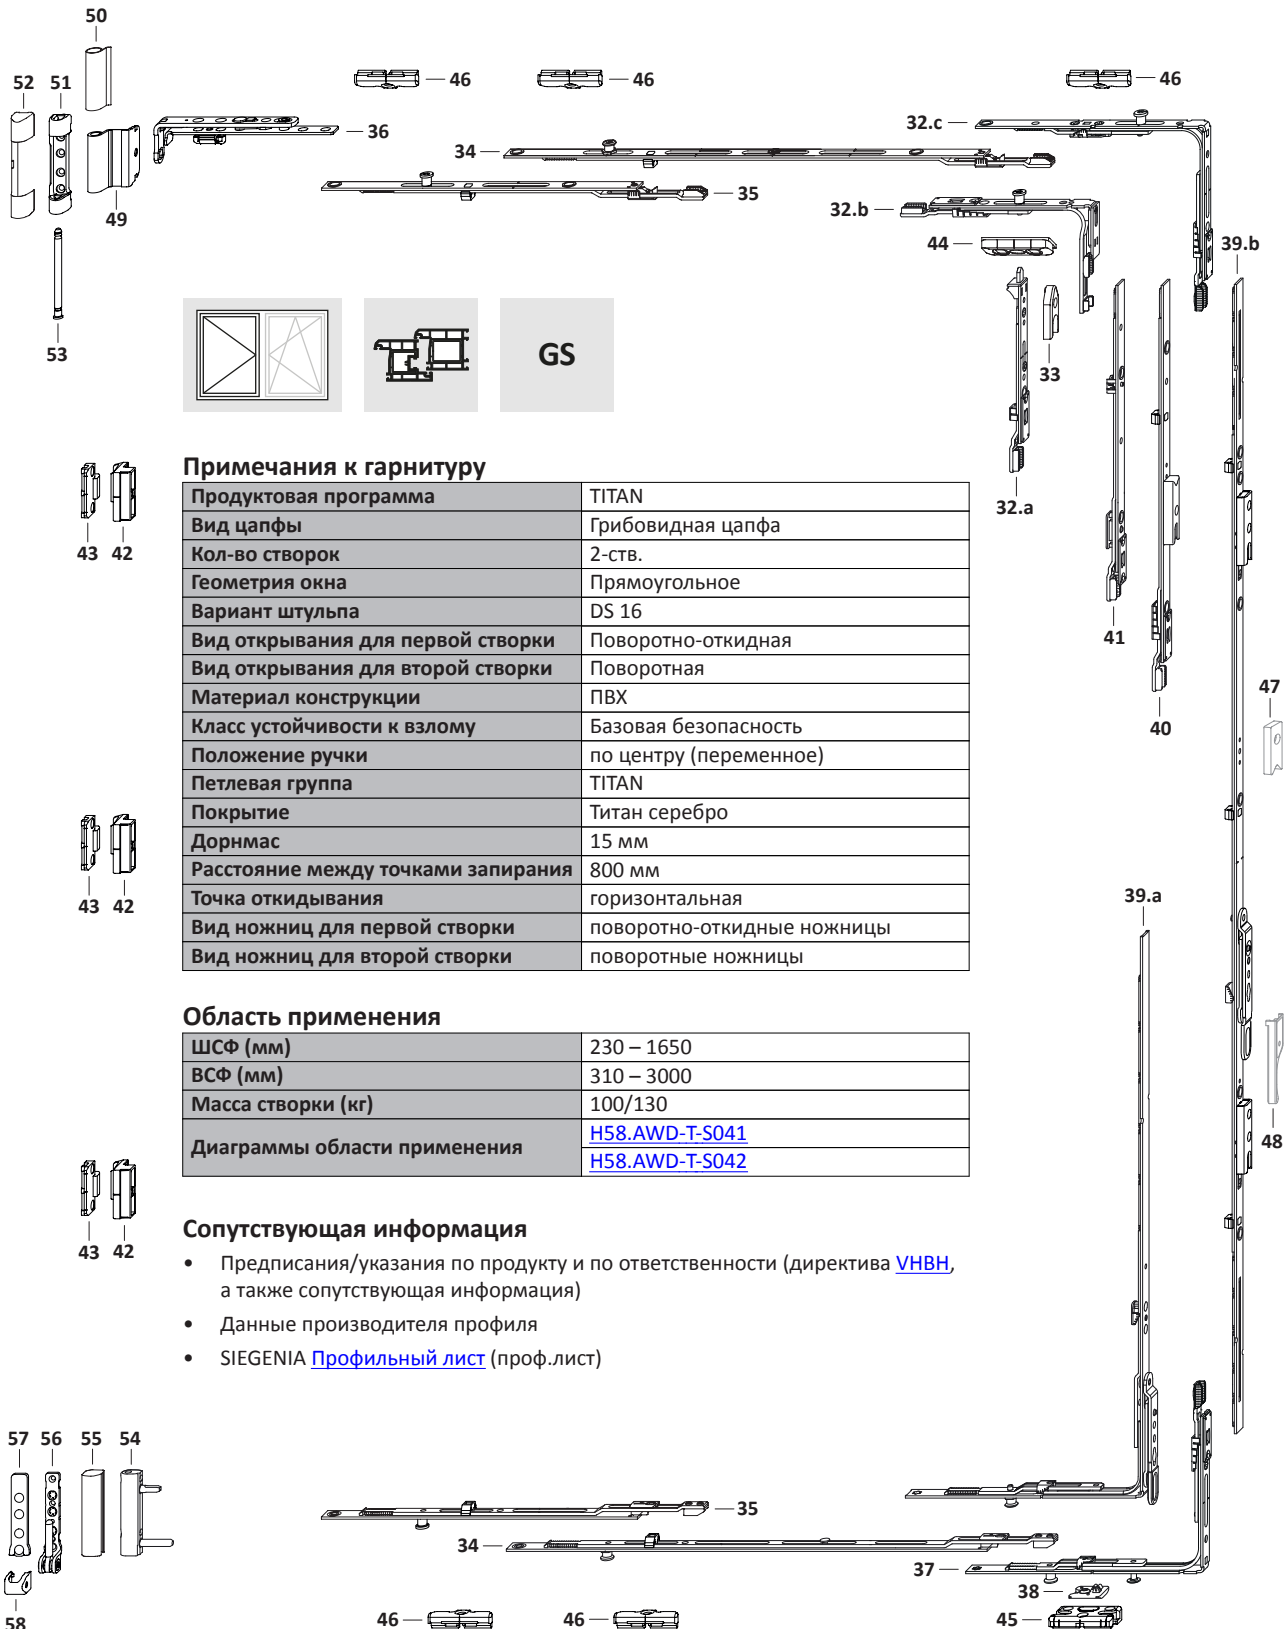 50
52 51
46
46
46
36
32.c
34
35
49
32.b
44
39.b
53
33
GS
32.a
43 42
41
40
47
Примечания к гарнитуру
Продуктовая программа TITAN
Вид цапфы Грибовидная цапфа
Кол-во створок 2-ств.
Геометрия окна Прямоугольное
Вариант штульпа DS 16
Вид открывания для первой створки Поворотно-откидная
Вид открывания для второй створки Поворотная
Материал конструкции ПВХ
Класс устойчивости к взлому Базовая безопасность
Положение ручки по центру (переменное)
Петлевая группа TITAN
Покрытие Титан серебро
Дорнмас 15 мм
Расстояние между точками запирания 800 мм
Точка откидывания горизонтальная
Вид ножниц для первой створки поворотно-откидные ножницы
Вид ножниц для второй створки поворотные ножницы
43 42
39.a
Область применения
ШСФ (мм) 230 – 1650
ВСФ (мм) 310 – 3000
Масса створки (кг) 100/130
Диаграммы области применения
H58.AWD-T-S041
H58.AWD-T-S042
48
43 42
Сопутствующая информация
• Предписания/указания по продукту и по ответственности (директива VHBH,
а также сопутствующая информация)
• Данные производителя профиля
• SIEGENIA Профильный лист (проф.лист)
57 56 55 54
35
34
37
38
58
46
46
45